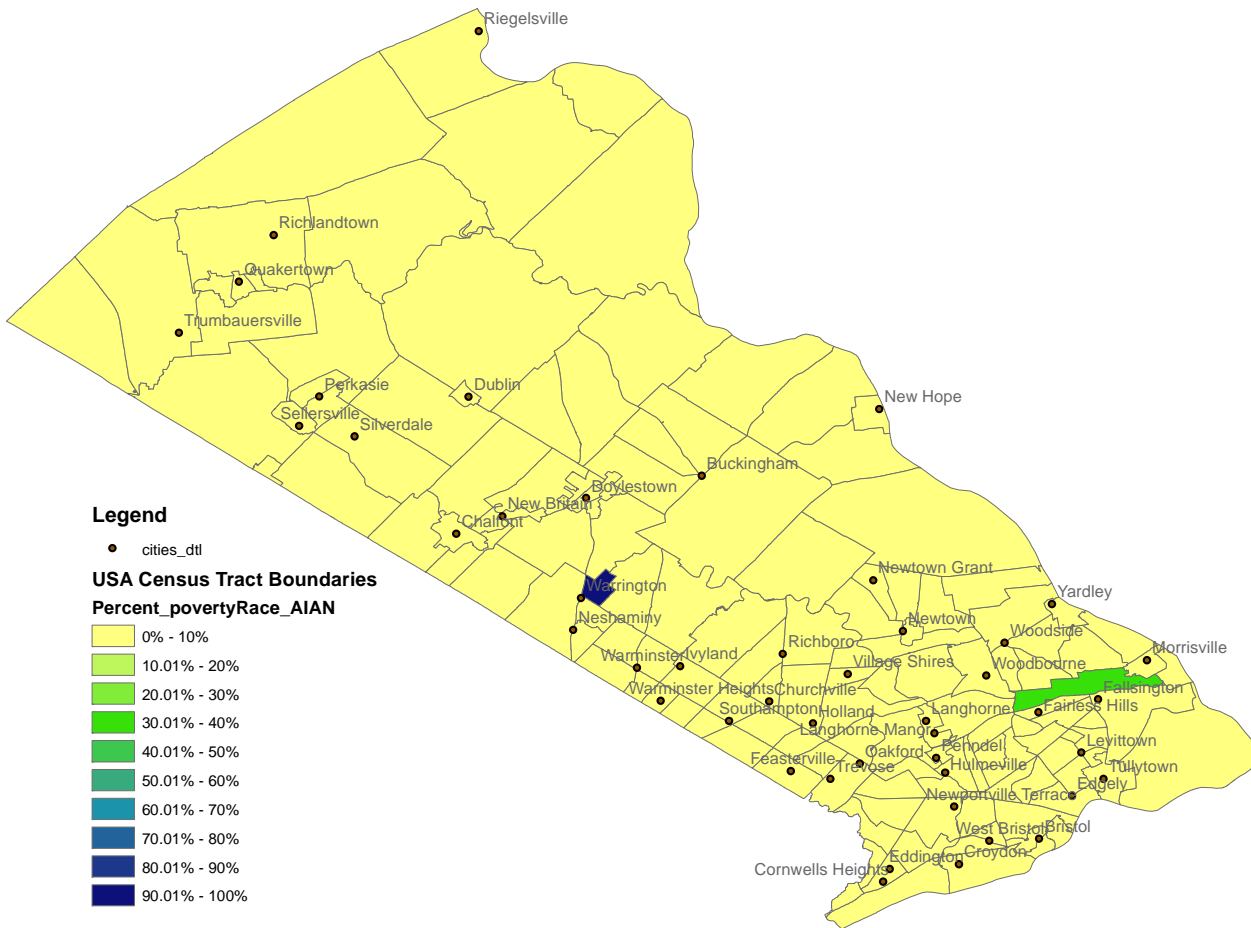 Riegelsville
Richlandtown
Quakertown
Trumbauersville
Perkasie
Dublin
New Hope
Sellersville
Silverdale
Buckingham
Doylestown
New Britain
Chalfont
Legend
cities_dtl
USA Census Tract Boundaries
Percent_povertyRace_AIAN
0% - 10%
10.01% - 20%
20.01% - 30%
30.01% - 40%
40.01% - 50%
50.01% - 60%
60.01% - 70%
70.01% - 80%
80.01% - 90%
90.01% - 100%
Warrington
Newtown Grant
Yardley
Neshaminy
Newtown
Woodside
Richboro
Morrisville
Warminster
Ivyland
Village Shires
Woodbourne
Fallsington
Warminster Heights
Churchville
Fairless Hills
Southampton
Holland
Langhorne
Langhorne Manor
Penndel
Levittown
Oakford
Feasterville
Trevose
Hulmeville
Tullytown
Edgely
Newportville Terrace
West Bristol
Bristol
Croydon
Eddington
Cornwells Heights